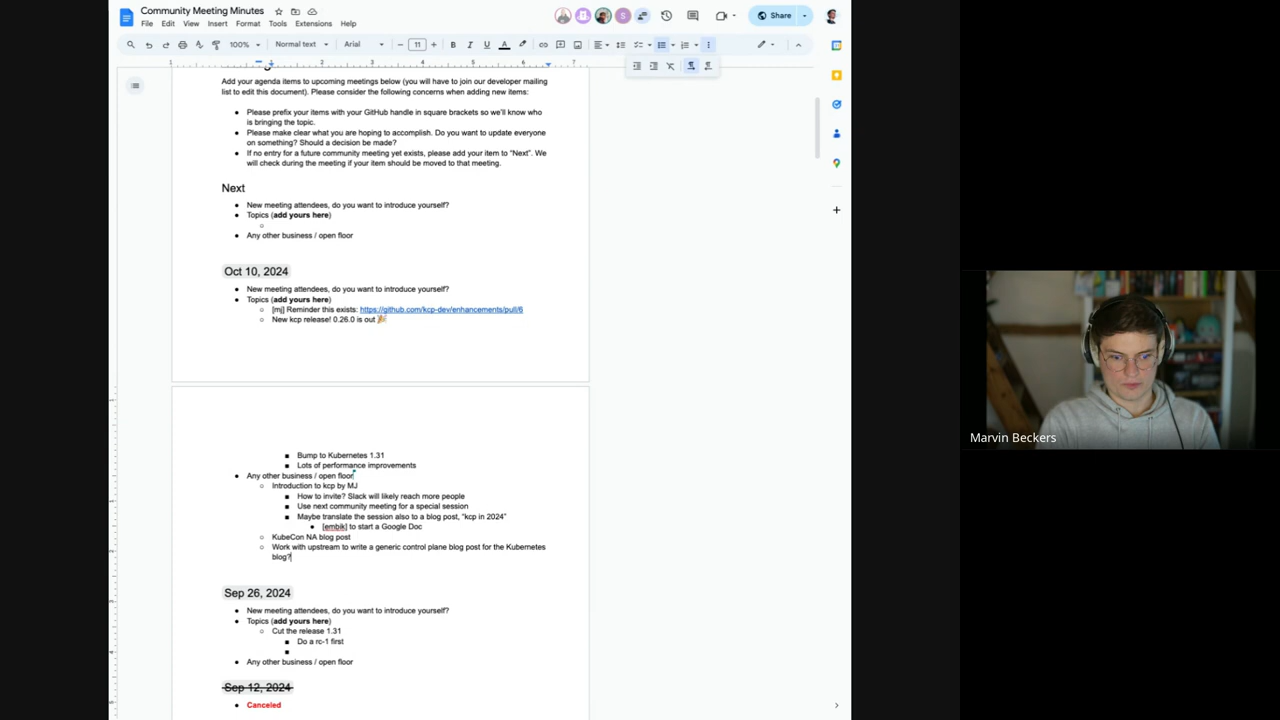 Community Meeting Minutes
File Edit View Insert Format Tools Extensions Help
Share
100% Normal text Arial 11
Add your agenda items to upcoming meetings below (you will have to join our developer mailing
list to edit this document). Please consider the following concerns when adding new items:
Please prefix your items with your GitHub handle in square brackets so we'll know who
is bringing the topic.
Please make clear what you are hoping to accomplish. Do you want to update everyone
on something? Should a decision be made?
If no entry for a future community meeting yet exists, please add your item to "Next". We
will check during the meeting if your item should be moved to that meeting.
Next
New meeting attendees, do you want to introduce yourself?
Topics (add yours here)
Any other business / open floor
Oct 10, 2024
New meeting attendees, do you want to introduce yourself?
Topics (add yours here)
[mj] Reminder this exists: https://github.com/kcp-dev/enhancements/pull/6
New kcp release! 0.26.0 is out 🎉
Bump to Kubernetes 1.31
Lots of performance improvements
Any other business / open floor
Introduction to kcp by MJ
How to invite? Slack will likely reach more people
Use next community meeting for a special session
Maybe translate the session also to a blog post, "kcp in 2024"
[embik] to start a Google Doc
KubeCon NA blog post
Work with upstream to write a generic control plane blog post for the Kubernetes
blog?
Sep 26, 2024
New meeting attendees, do you want to introduce yourself?
Topics (add yours here)
Cut the release 1.31
Do a rc-1 first
Any other business / open floor
Sep 12, 2024
Canceled
Marvin Beckers